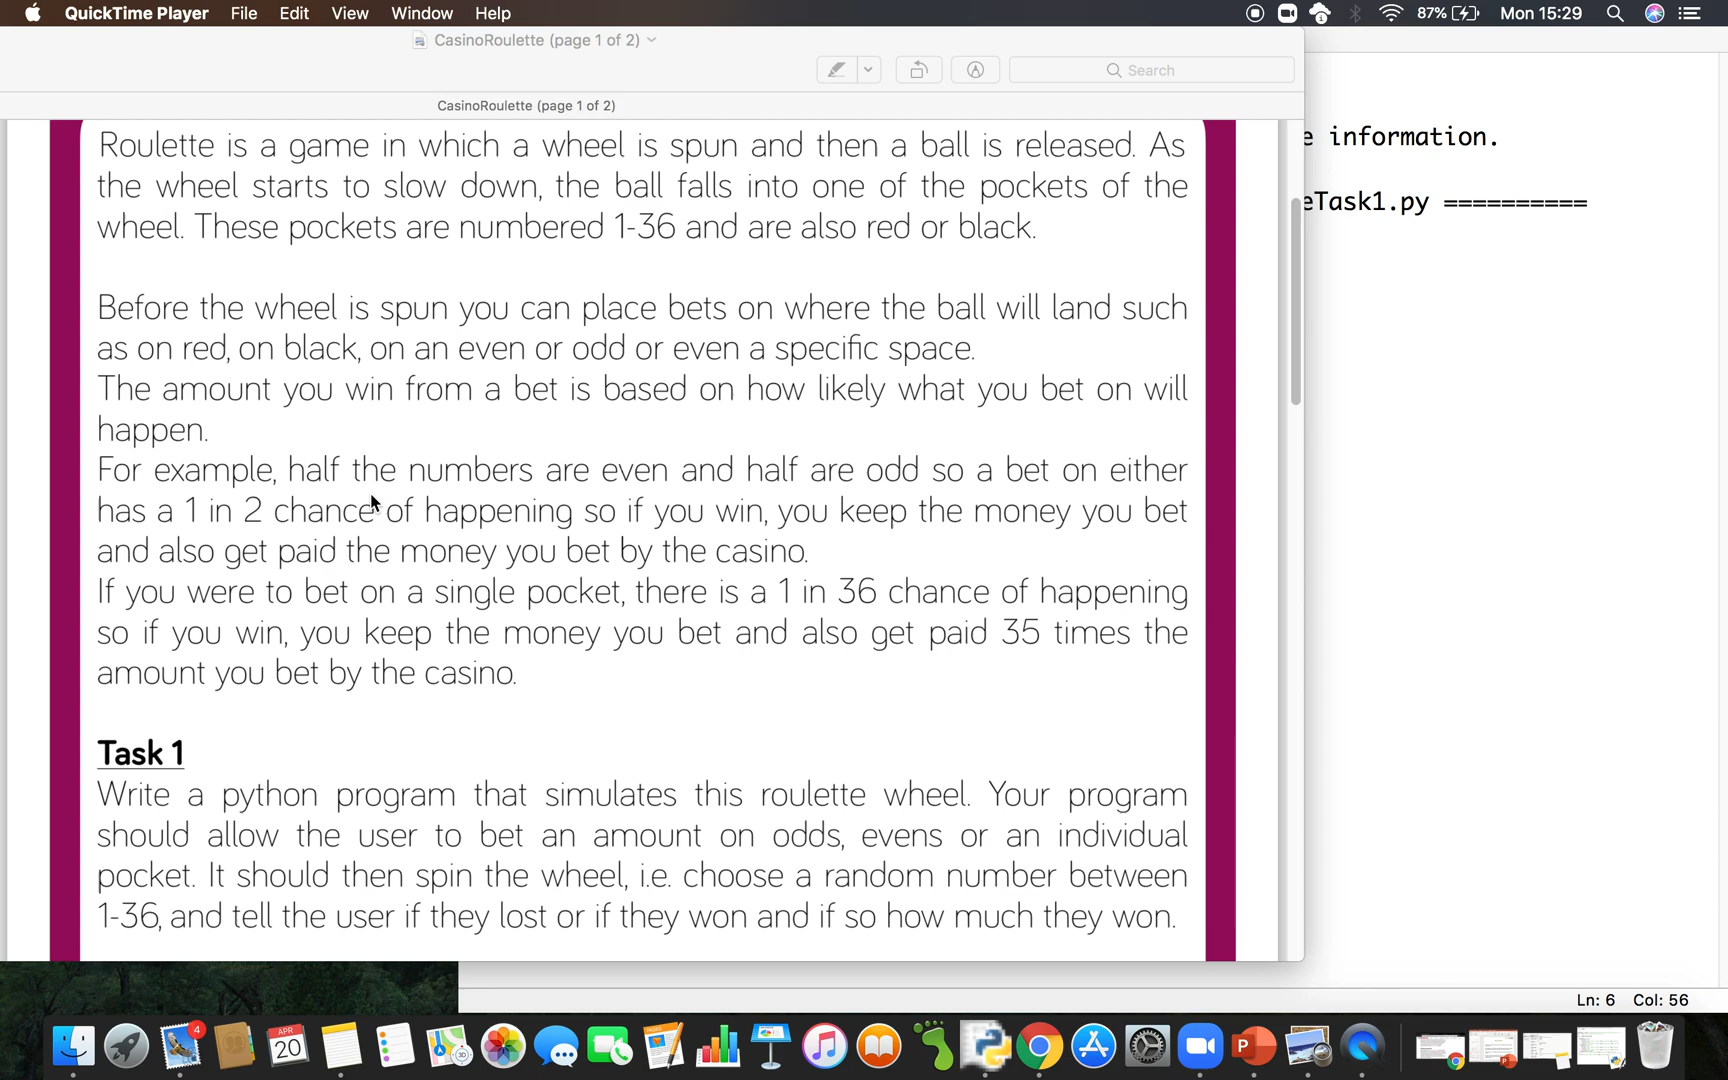 QuickTime Player File Edit View Window Help 87% Mon 15:29
CasinoRoulette (page 1 of 2)
Search
CasinoRoulette (page 1 of 2)
Roulette is a game in which a wheel is spun and then a ball is released. As
the wheel starts to slow down, the ball falls into one of the pockets of the
wheel. These pockets are numbered 1-36 and are also red or black.
Before the wheel is spun you can place bets on where the ball will land such
as on red, on black, on an even or odd or even a specific space.
The amount you win from a bet is based on how likely what you bet on will
happen.
For example, half the numbers are even and half are odd so a bet on either
has a 1 in 2 chance of happening so if you win, you keep the money you bet
and also get paid the money you bet by the casino.
If you were to bet on a single pocket, there is a 1 in 36 chance of happening
so if you win, you keep the money you bet and also get paid 35 times the
amount you bet by the casino.
Task 1
Write a python program that simulates this roulette wheel. Your program
should allow the user to bet an amount on odds, evens or an individual
pocket. It should then spin the wheel, i.e. choose a random number between
1-36, and tell the user if they lost or if they won and if so how much they won.
e information.
eTask1.py ==========
Ln: 6 Col: 56
4
APR
20
PAGES
P